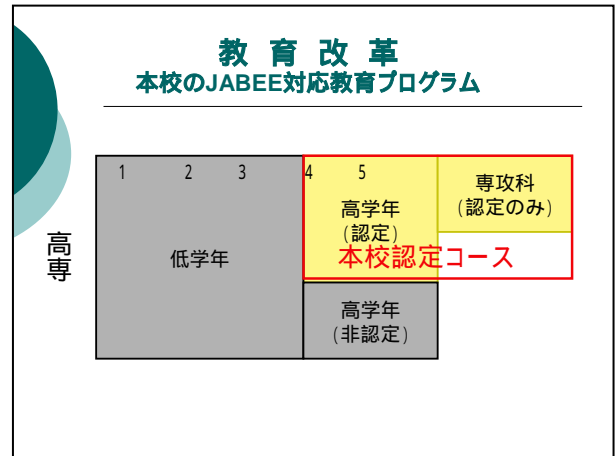 教 育 改 革
本校のJABEE対応教育プログラム
1 2 3 4 5
高専
低学年
高学年
(認定)
専攻科
(認定のみ)
本校認定コース
高学年
(非認定)